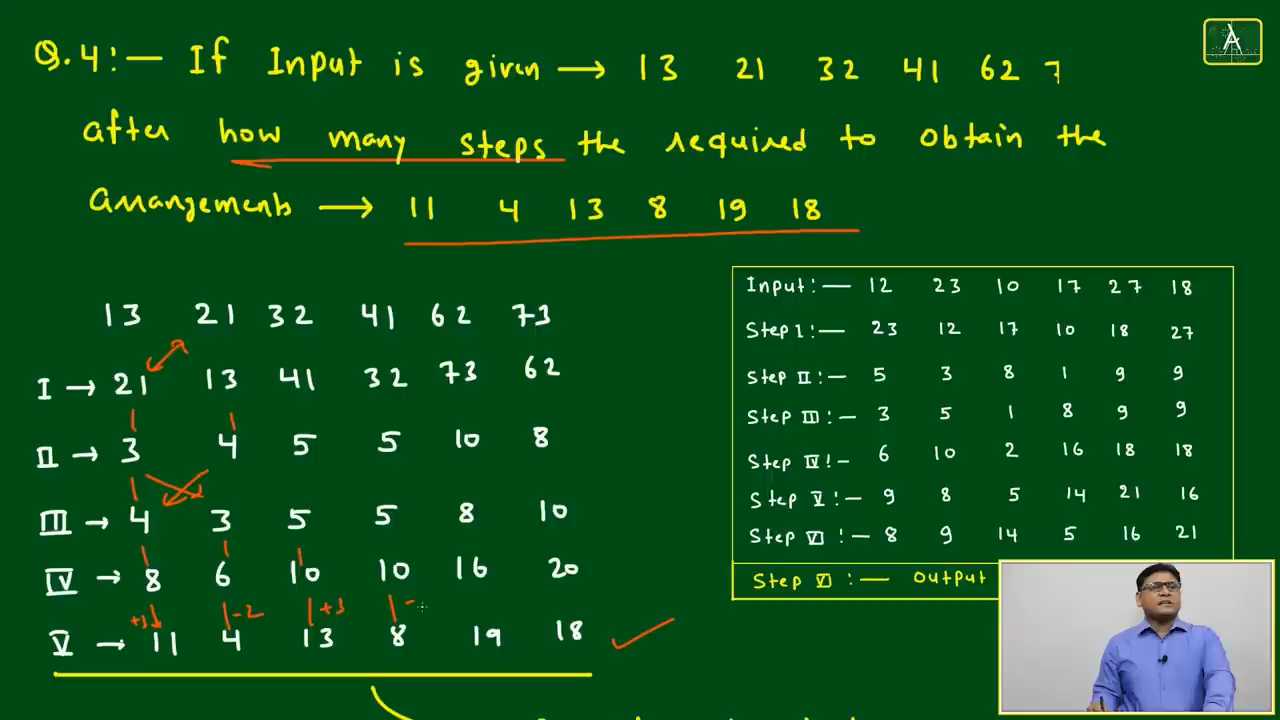 Q.4:— If Input is given → 13 21 32 41 62 7
after how many steps the required to obtain the
arrangements → 11 4 13 8 19 18
13 21 32 41 62 73
I → 21 13 41 32 73 62
II → 3 4 5 5 10 8
III → 4 3 5 5 8 10
IV → 8 6 10 10 16 20
+3 -2 +3 -
V → 11 4 13 8 19 18
Input:— 12 23 10 17 27 18
Step I:— 23 12 17 10 18 27
Step II:— 5 3 8 1 9 9
Step III:— 3 5 1 8 9 9
Step IV:— 6 10 2 16 18 18
Step V:— 9 8 5 14 21 16
Step VI:— 8 9 14 5 16 21
Step VI:— output